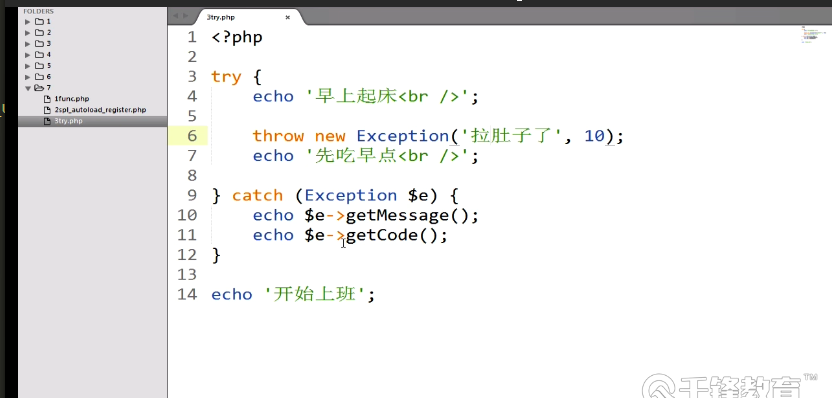 FOLDERS
1
2
3
4
5
6
7
1func.php
2spl_autoload_register.php
3try.php
3try.php ×
1 <?php
2
3 try {
4 echo '早上起床<br />';
5
6 throw new Exception('拉肚子了', 10);
7 echo '先吃早点<br />';
8
9 } catch (Exception $e) {
10 echo $e->getMessage();
11 echo $e->getCode();
12 }
13
14 echo '开始上班';
千锋教育™